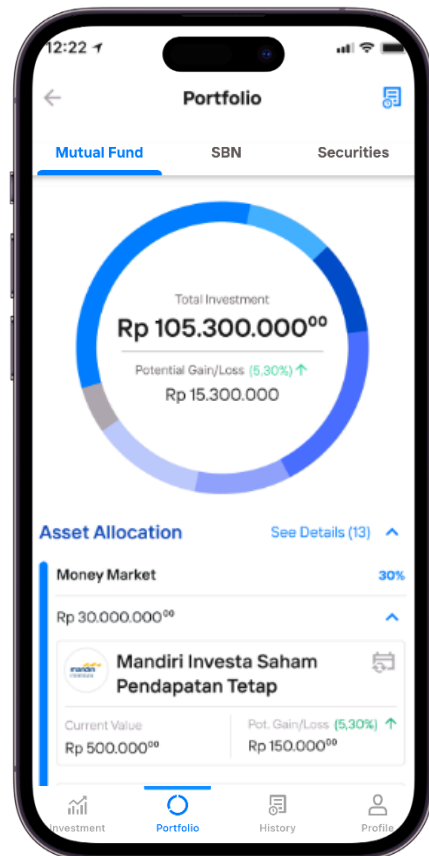 12:22
Portfolio
Mutual Fund SBN Securities
Total Investment
Rp 105.300.000⁰⁰
Potential Gain/Loss (5,30%) ↑
Rp 15.300.000
Asset Allocation See Details (13)
Money Market 30%
Rp 30.000.000⁰⁰
mandiri
Mandiri Investa Saham
Pendapatan Tetap
Current Value Pot. Gain/Loss (5,30%) ↑
Rp 500.000⁰⁰ Rp 150.000⁰⁰
Investment Portfolio History Profile